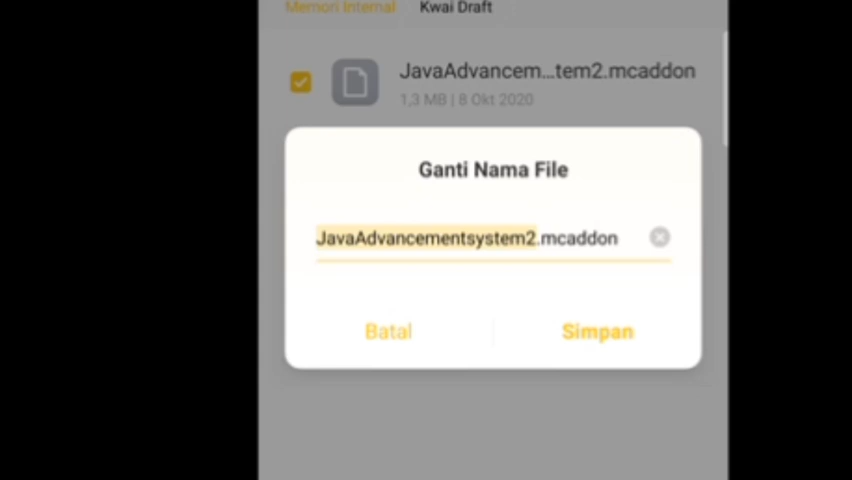 Memori Internal Kwai Draft
JavaAdvancem...tem2.mcaddon
1,3 MB | 8 Okt 2020
Ganti Nama File
JavaAdvancementsystem2.mcaddon
Batal Simpan